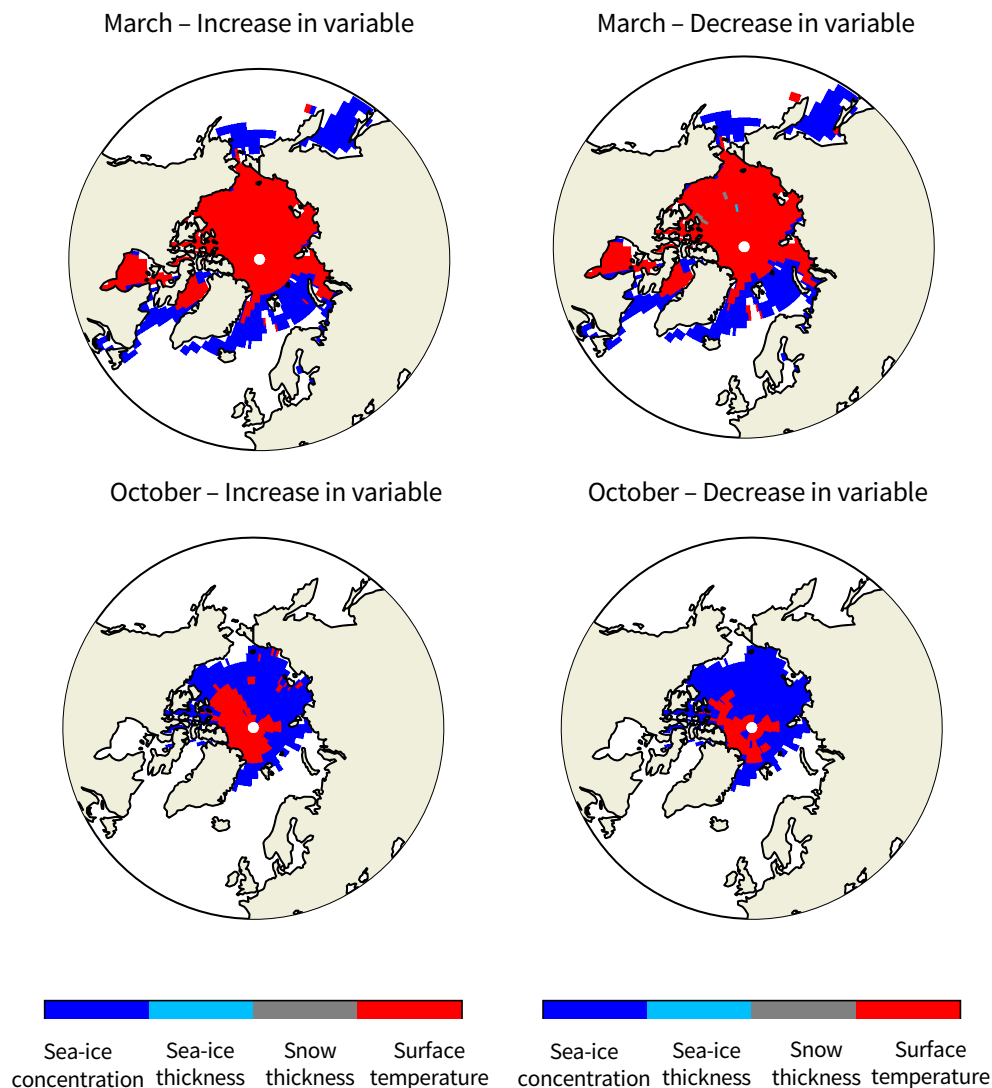 March – Increase in variable
March – Decrease in variable
October – Increase in variable
October – Decrease in variable
Sea-ice concentration
Sea-ice thickness
Snow thickness
Surface temperature
Sea-ice concentration
Sea-ice thickness
Snow thickness
Surface temperature